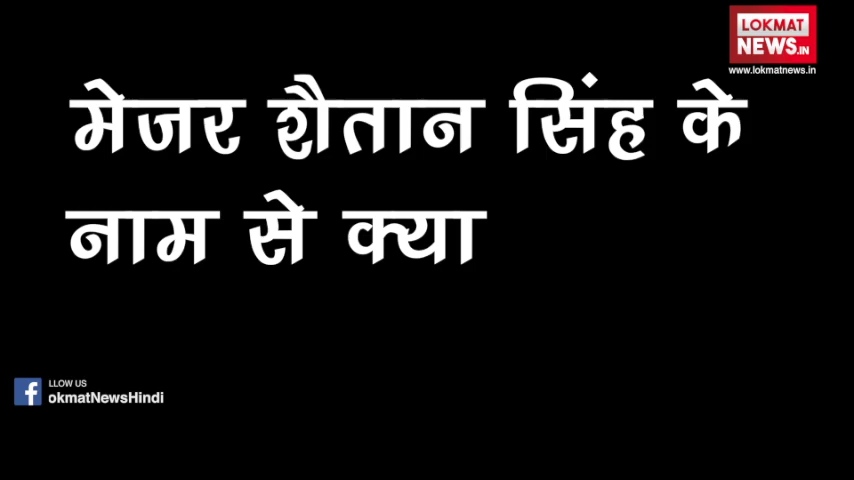 LOKMAT
NEWS.IN
www.lokmatnews.in
मेजर शैतान सिंह के
नाम से क्या
LLOW US
okmatNewsHindi